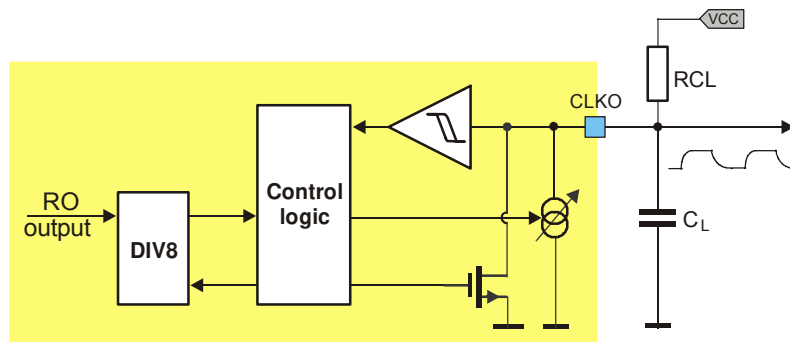 VCC
RCL
CLKO
Control
logic
RO
output
DIV8
CL